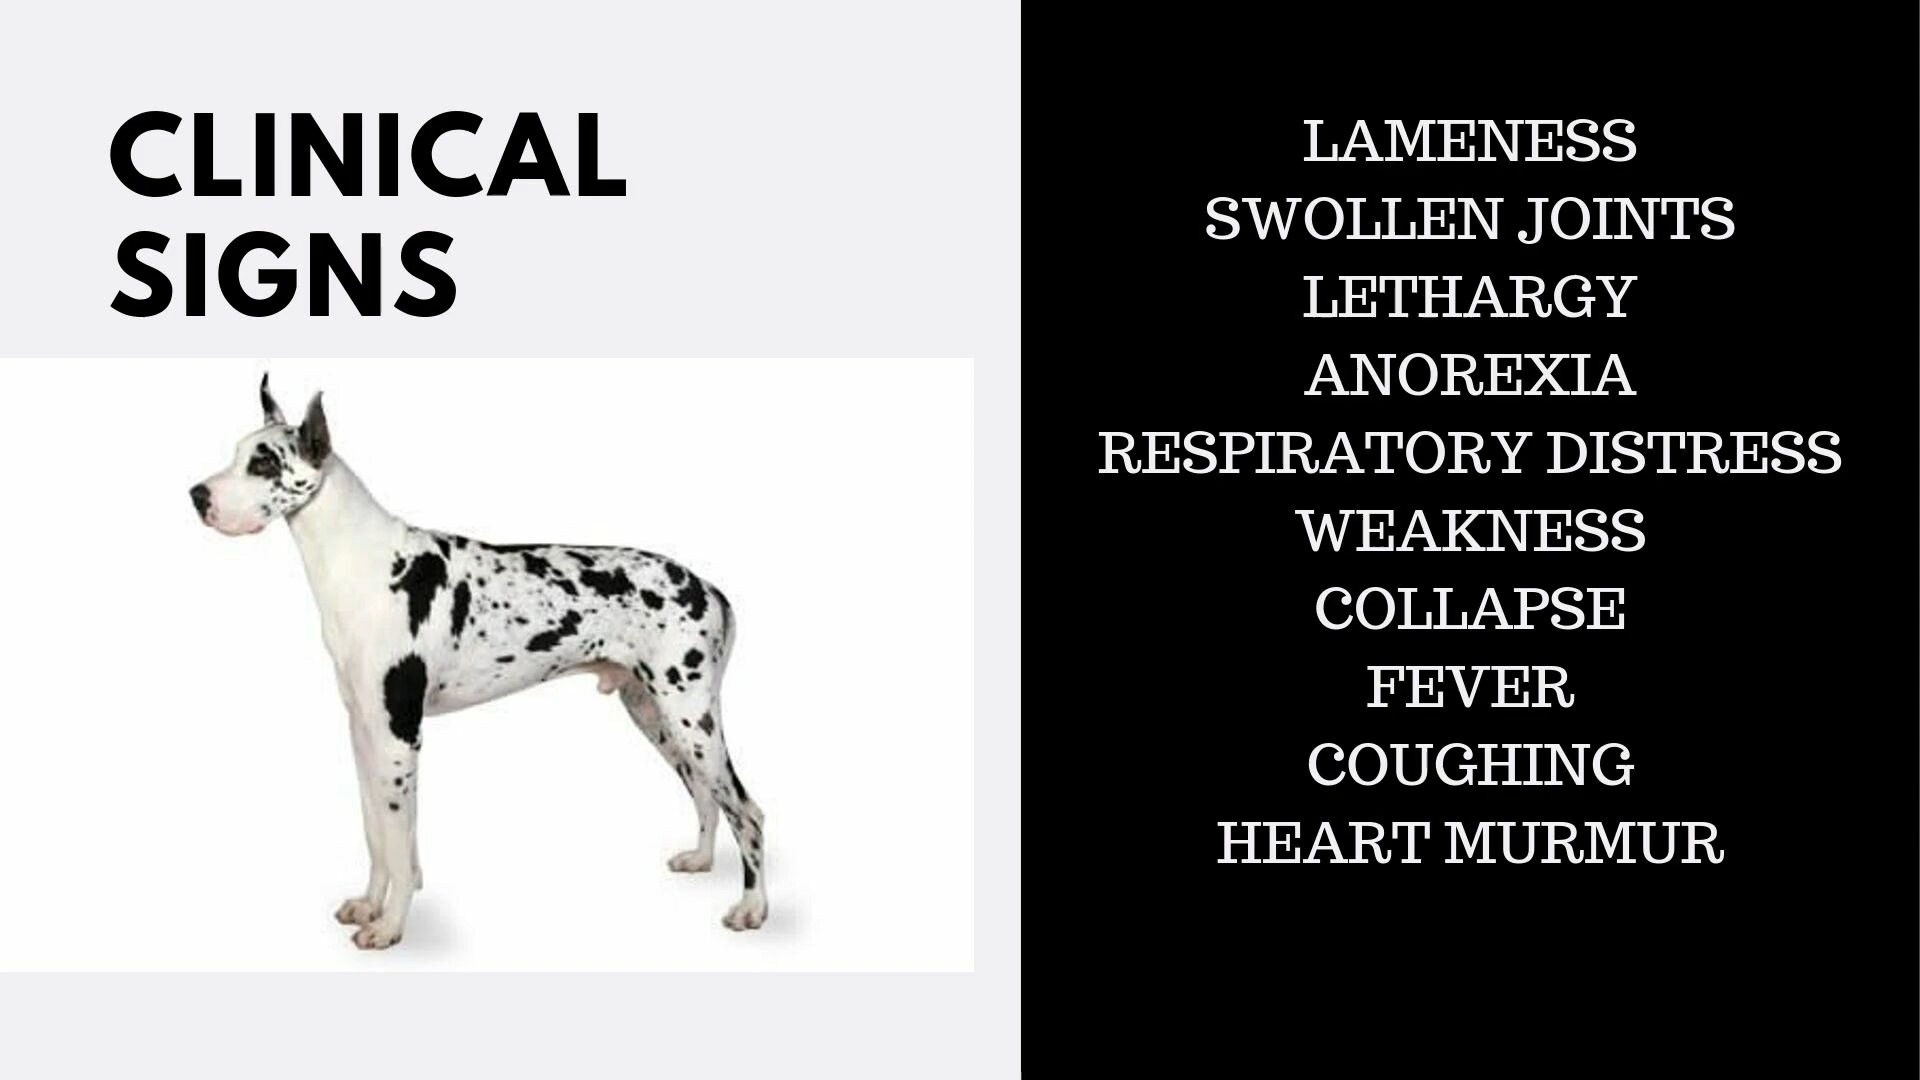 CLINICAL
SIGNS
LAMENESS
SWOLLEN JOINTS
LETHARGY
ANOREXIA
RESPIRATORY DISTRESS
WEAKNESS
COLLAPSE
FEVER
COUGHING
HEART MURMUR